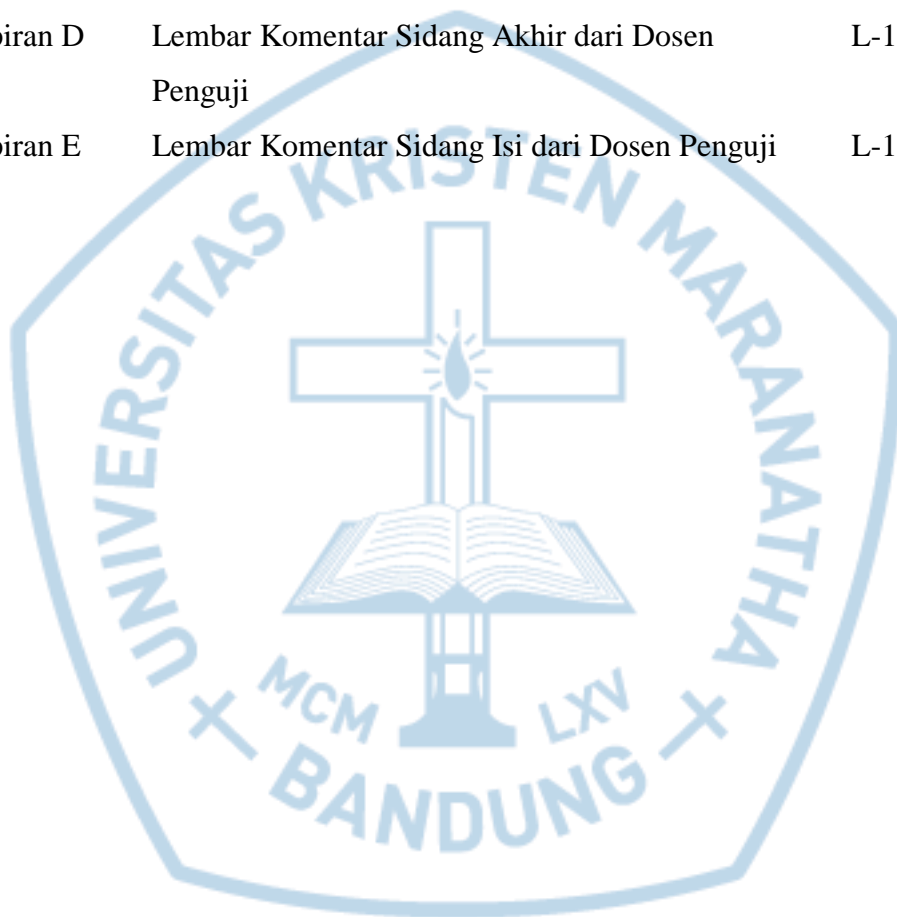 piran D Lembar Komentar Sidang Akhir dari Dosen L-1
Penguji
piran E Lembar Komentar Sidang Isi dari Dosen Penguji L-1
UNIVERSITAS KRISTEN MARANATHA
MCM LXV
BANDUNG